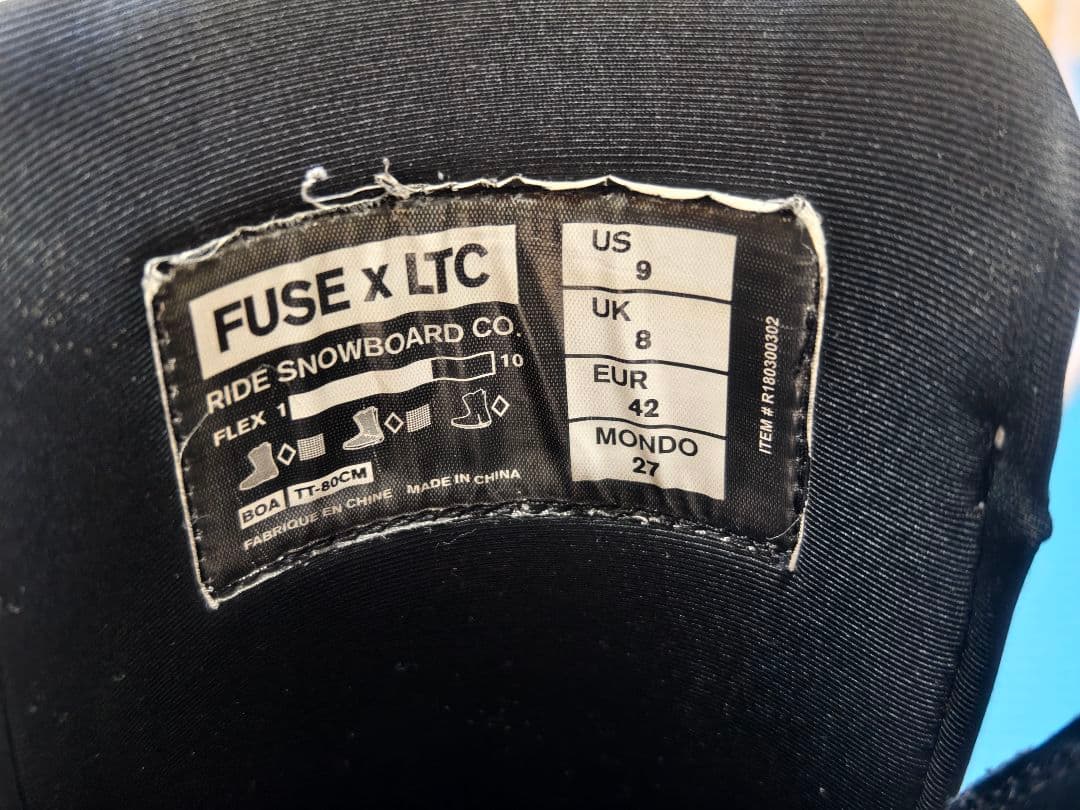 FUSE X LTC
RIDE SNOWBOARD CO.
FLEX 1 10
BOA TT-80CM
FABRIQUÉ EN CHINE MADE IN CHINA
US
9
UK
8
EUR
42
MONDO
27
ITEM # R180300302